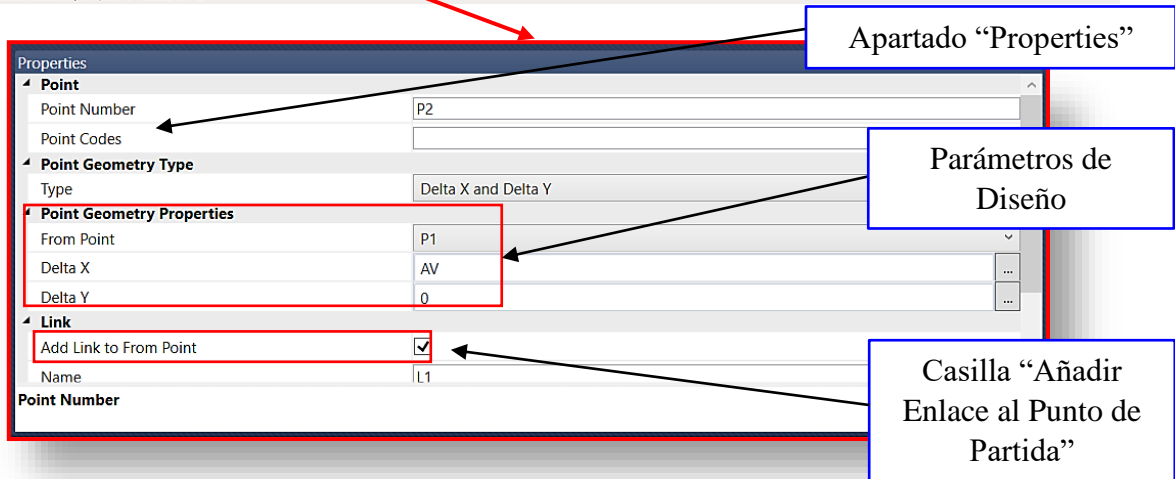 Apartado “Properties”
Properties
Point
Point Number P2
Point Codes
Point Geometry Type
Type Delta X and Delta Y
Parámetros de
Diseño
Point Geometry Properties
From Point P1
Delta X AV ...
Delta Y 0 ...
Link
Add Link to From Point
Name L1
Point Number
Casilla “Añadir
Enlace al Punto de
Partida”